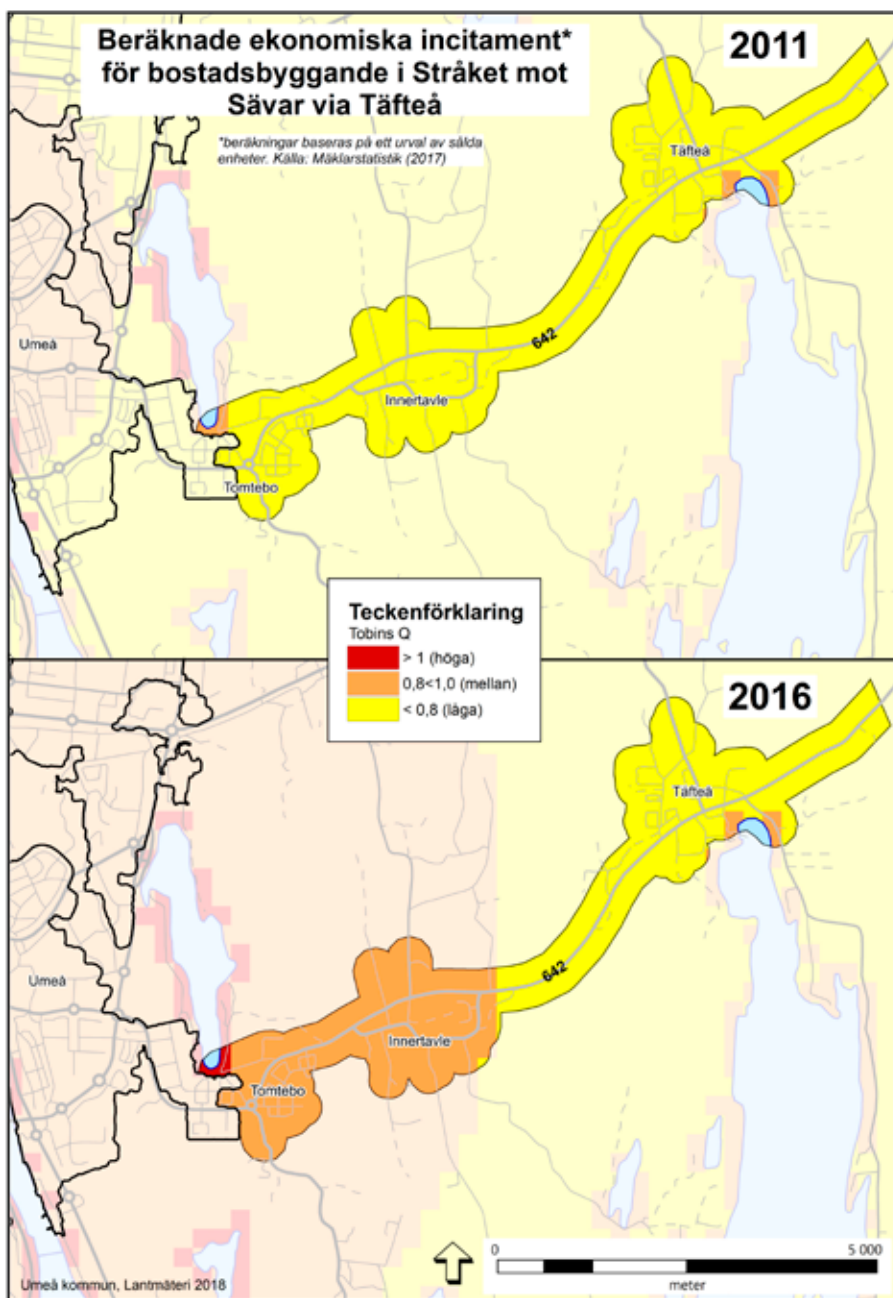 Beräknade ekonomiska incitament*
för bostadsbyggande i Stråket mot
Sävar via Täfteå
*beräkningar baseras på ett urval av sålda
enheter. Källa: Mäklarstatistik (2017)
2011
Täfteå
Umeå
642
Innertavle
Tomtebo
Teckenförklaring
Tobins Q
> 1 (höga)
0,8<1,0 (mellan)
< 0,8 (låga)
2016
Täfteå
642
Umeå
Innertavle
Tomtebo
0 5 000
meter
Umeå kommun, Lantmäteri 2018